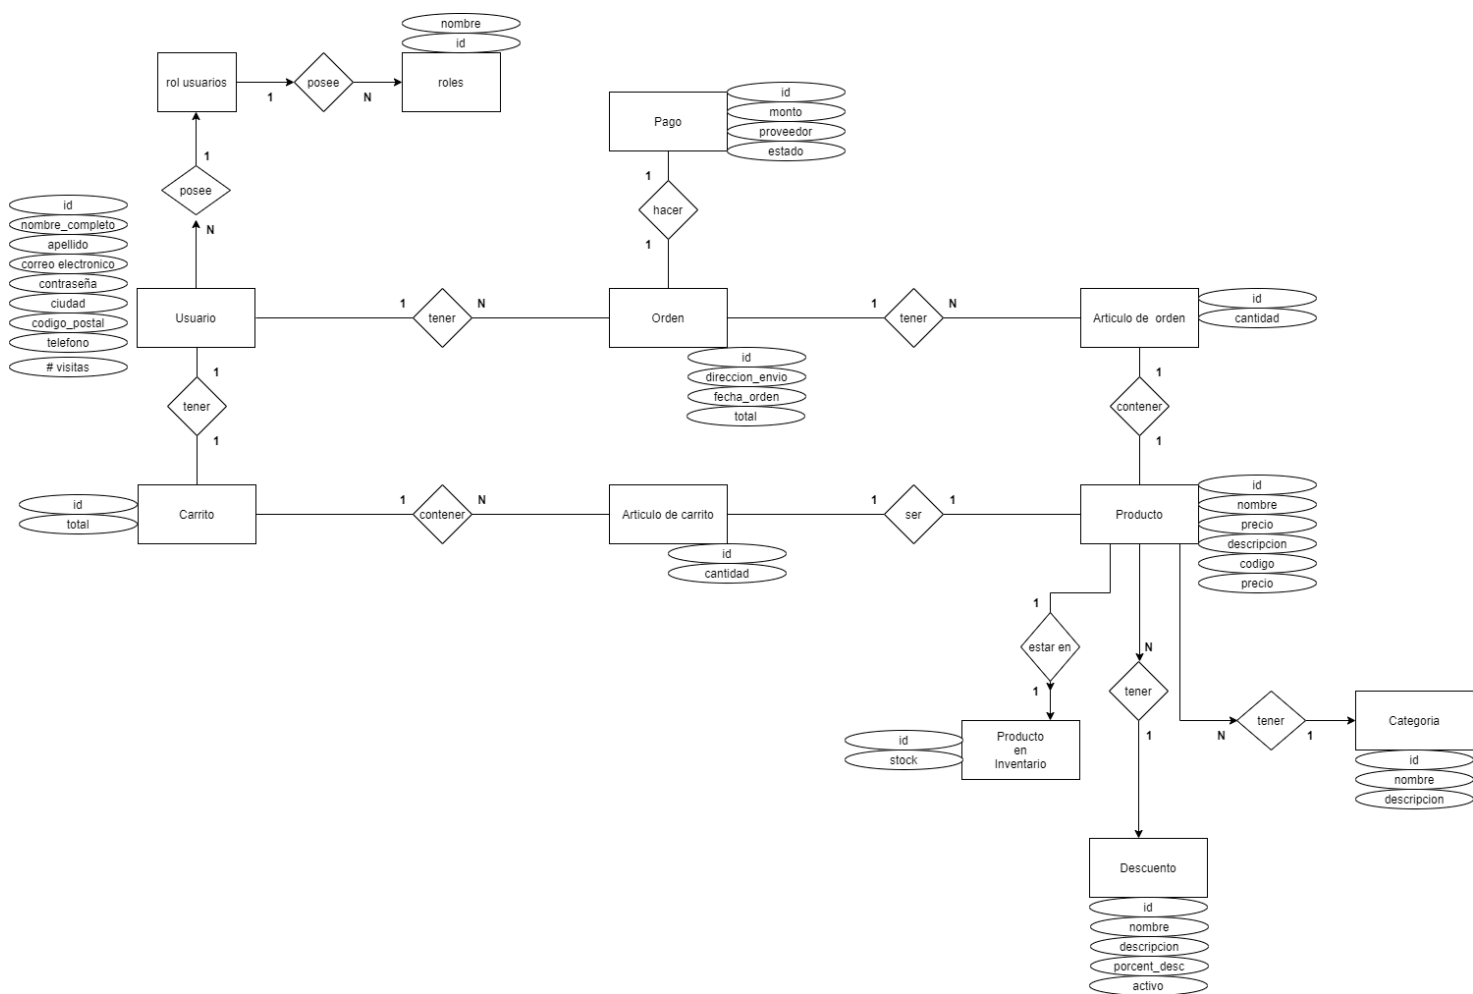 nombre
id
rol usuarios
1
posee
N
roles
id
monto
proveedor
estado
Pago
1
hacer
1
1
posee
N
id
nombre_completo
apellido
correo electronico
contraseña
ciudad
codigo_postal
telefono
# visitas
Usuario
1
tener
N
Orden
1
tener
N
Articulo de orden
id
cantidad
id
direccion_envio
fecha_orden
total
1
tener
1
1
contener
1
id
total
Carrito
1
contener
N
Articulo de carrito
1
ser
1
Producto
id
nombre
precio
descripcion
codigo
precio
id
cantidad
1
estar en
1
N
tener
1
N
tener
1
Categoria
id
nombre
descripcion
id
stock
Producto
en
Inventario
Descuento
id
nombre
descripcion
porcent_desc
activo